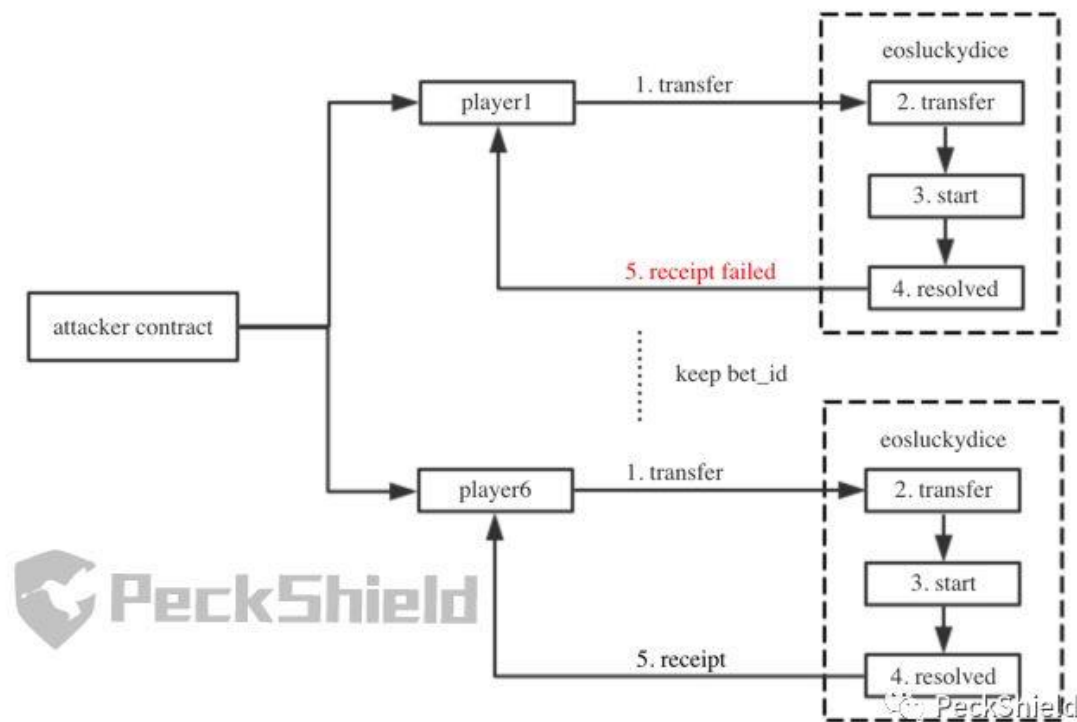 eosluckydice
player1
1. transfer
2. transfer
3. start
4. resolved
5. receipt failed
attacker contract
keep bet_id
eosluckydice
player6
1. transfer
2. transfer
3. start
4. resolved
5. receipt
PeckShield
PeckShield